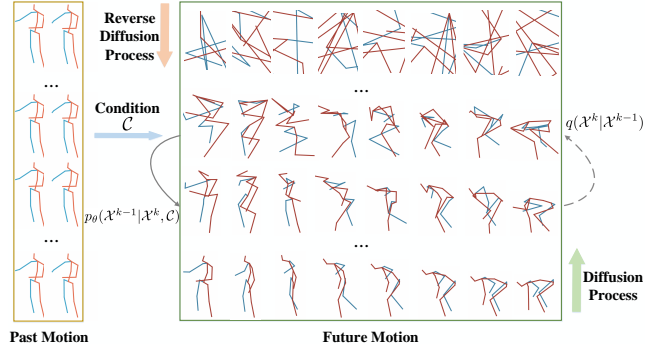 Reverse
Diffusion
Process
...
...
Condition
𝒞
q(𝒳^k|𝒳^{k-1})
p_θ(𝒳^{k-1}|𝒳^k, 𝒞)
...
...
Diffusion
Process
Past Motion
Future Motion